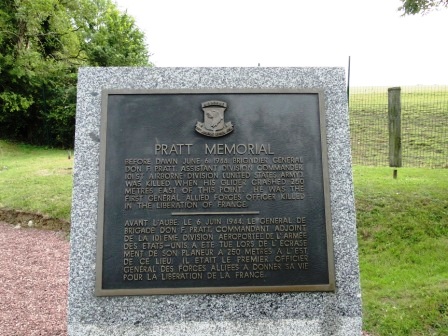 PRATT MEMORIAL
BEFORE DAWN JUNE 6, 1944 BRIGADIER GENERAL
DON F. PRATT ASSISTANT DIVISION COMMANDER
101ST AIRBORNE DIVISION (UNITED STATES ARMY)
WAS KILLED WHEN HIS GLIDER CRASHED 250
METRES EAST OF THIS POINT. HE WAS THE
FIRST GENERAL ALLIED FORCES OFFICER KILLED
IN THE LIBERATION OF FRANCE.
AVANT L'AUBE, LE 6 JUIN 1944, LE GENERAL DE
BRIGADE DON F. PRATT, COMMANDANT ADJOINT
DE LA 101EME DIVISION AEROPORTEE DE L'ARMEE
DES ETATS-UNIS, A ETE TUE LORS DE L'ECRASE
MENT DE SON PLANEUR A 250 METRES A L'EST
DE CE LIEU. IL ETAIT LE PREMIER OFFICIER
GENERAL DES FORCES ALLIEES A DONNER SA VIE
POUR LA LIBERATION DE LA FRANCE.